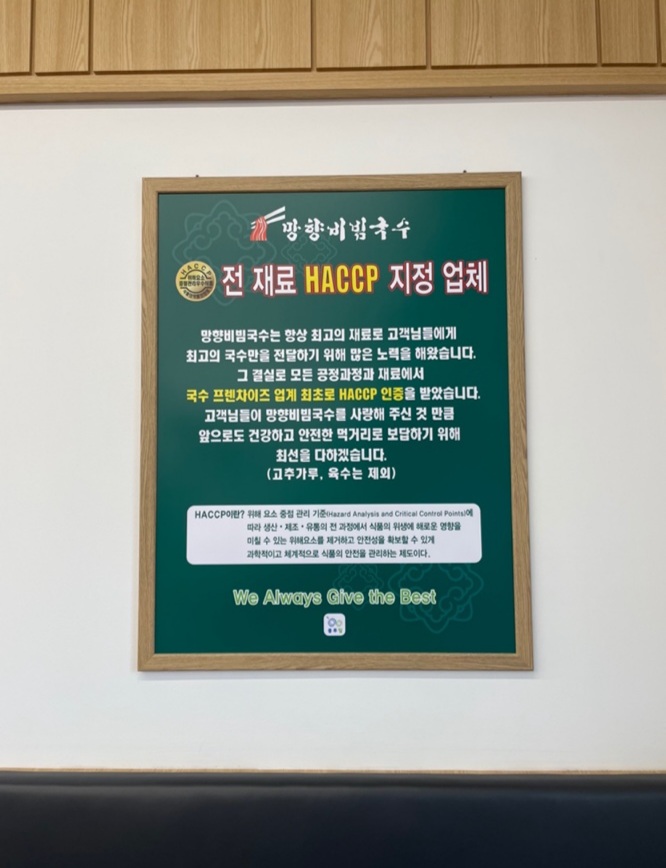 망향비빔국수
HACCP
전 재료 HACCP 지정 업체
망향비빔국수는 항상 최고의 재료로 고객님들에게
최고의 국수만을 전달하기 위해 많은 노력을 해왔습니다.
그 결실로 모든 공정과정과 재료에서
국수 프렌차이즈 업계 최초로 HACCP 인증을 받았습니다.
고객님들이 망향비빔국수를 사랑해 주신 것 만큼
앞으로도 건강하고 안전한 먹거리로 보답하기 위해
최선을 다하겠습니다.
(고추가루, 육수는 제외)
HACCP이란? 위해 요소 중점 관리 기준(Hazard Analysis and Critical Control Points)에
따라 생산・제조・유통의 전 과정에서 식품의 위생에 해로운 영향을
미칠 수 있는 위해요소를 제거하고 안전성을 확보할 수 있게
과학적이고 체계적으로 식품의 안전을 관리하는 제도이다.
We Always Give the Best